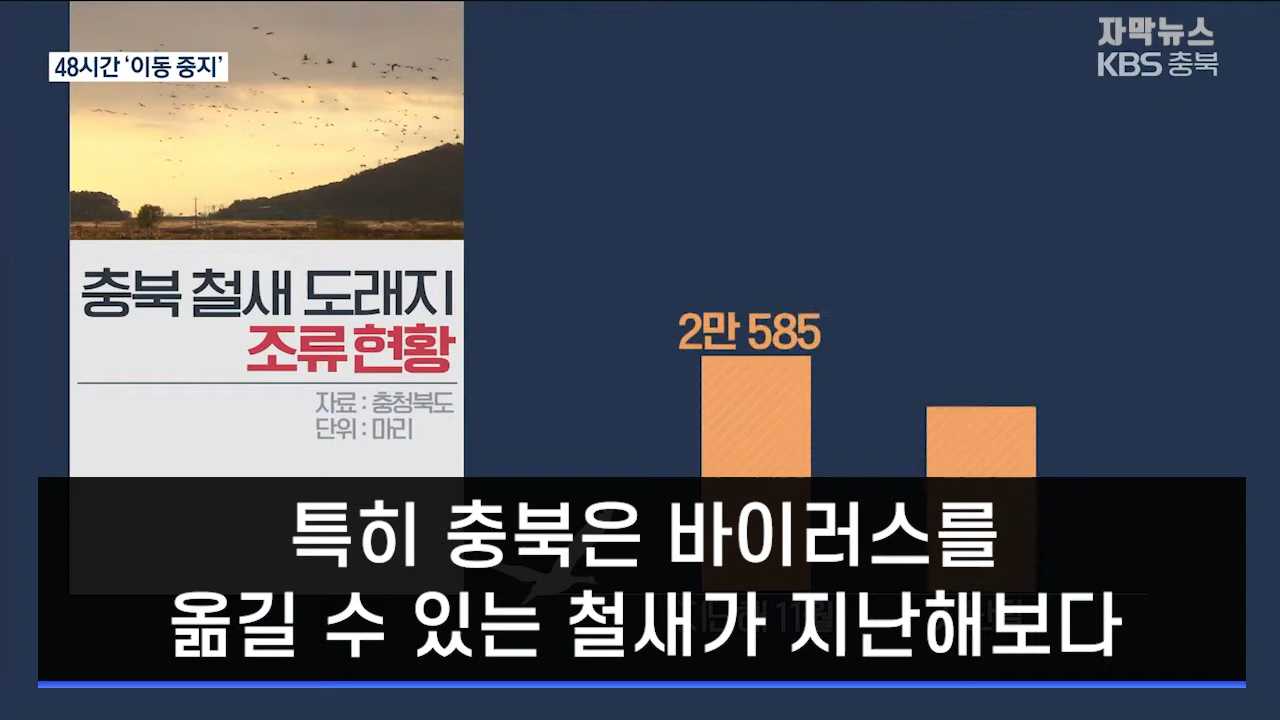 48시간 ‘이동 중지’
자막뉴스
KBS 충북
충북 철새 도래지
조류 현황
자료 : 충청북도
단위 : 마리
2만 585
특히 충북은 바이러스를
옮길 수 있는 철새가 지난해보다